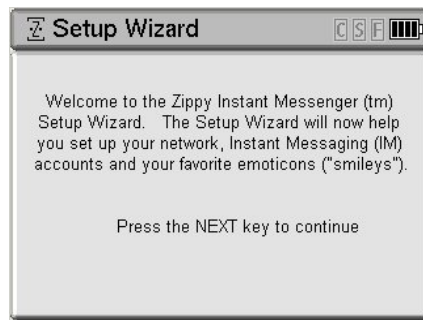 Z Setup Wizard C S F
Welcome to the Zippy Instant Messenger (tm)
Setup Wizard. The Setup Wizard will now help
you set up your network, Instant Messaging (IM)
accounts and your favorite emoticons ("smileys").
Press the NEXT key to continue